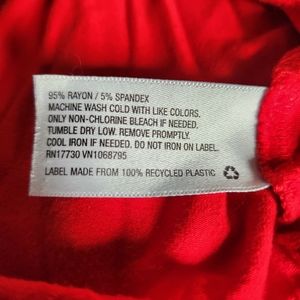 95% RAYON / 5% SPANDEX
MACHINE WASH COLD WITH LIKE COLORS.
ONLY NON-CHLORINE BLEACH IF NEEDED.
TUMBLE DRY LOW. REMOVE PROMPTLY.
COOL IRON IF NEEDED. DO NOT IRON ON LABEL.
RN17730 VN1068795
LABEL MADE FROM 100% RECYCLED PLASTIC